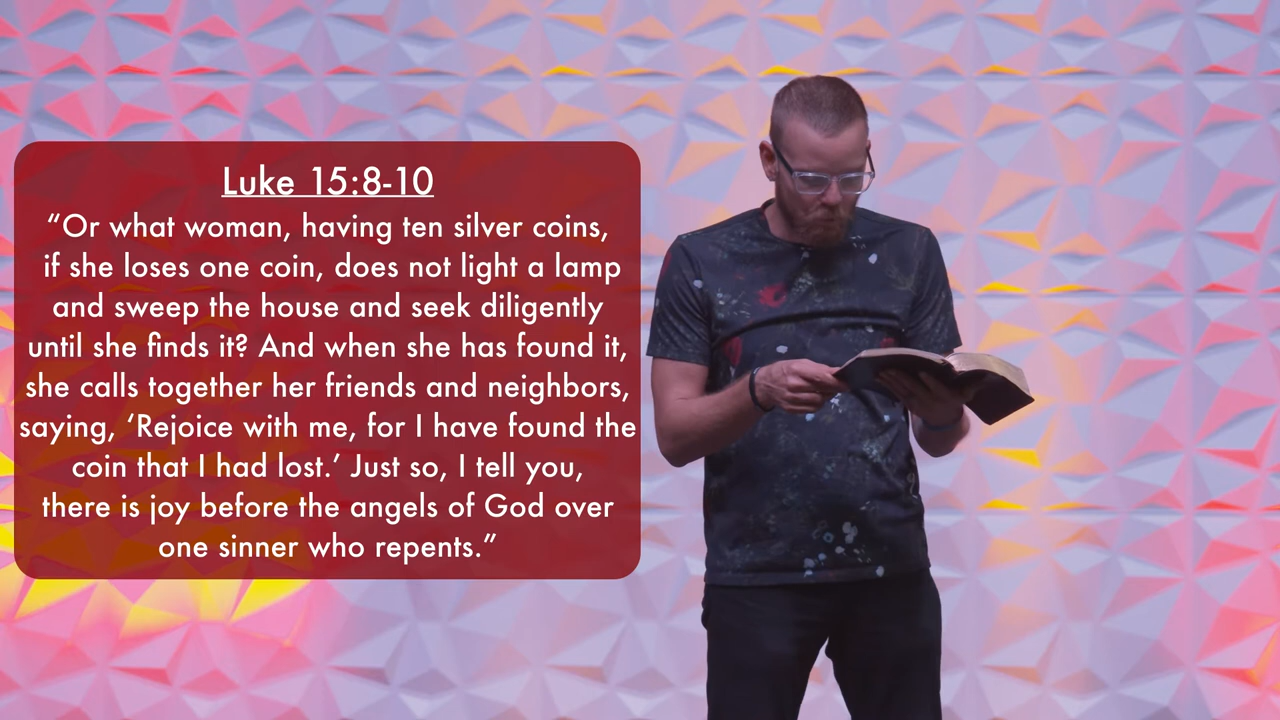 Luke 15:8-10
“Or what woman, having ten silver coins,
if she loses one coin, does not light a lamp
and sweep the house and seek diligently
until she finds it? And when she has found it,
she calls together her friends and neighbors,
saying, ‘Rejoice with me, for I have found the
coin that I had lost.’ Just so, I tell you,
there is joy before the angels of God over
one sinner who repents.”